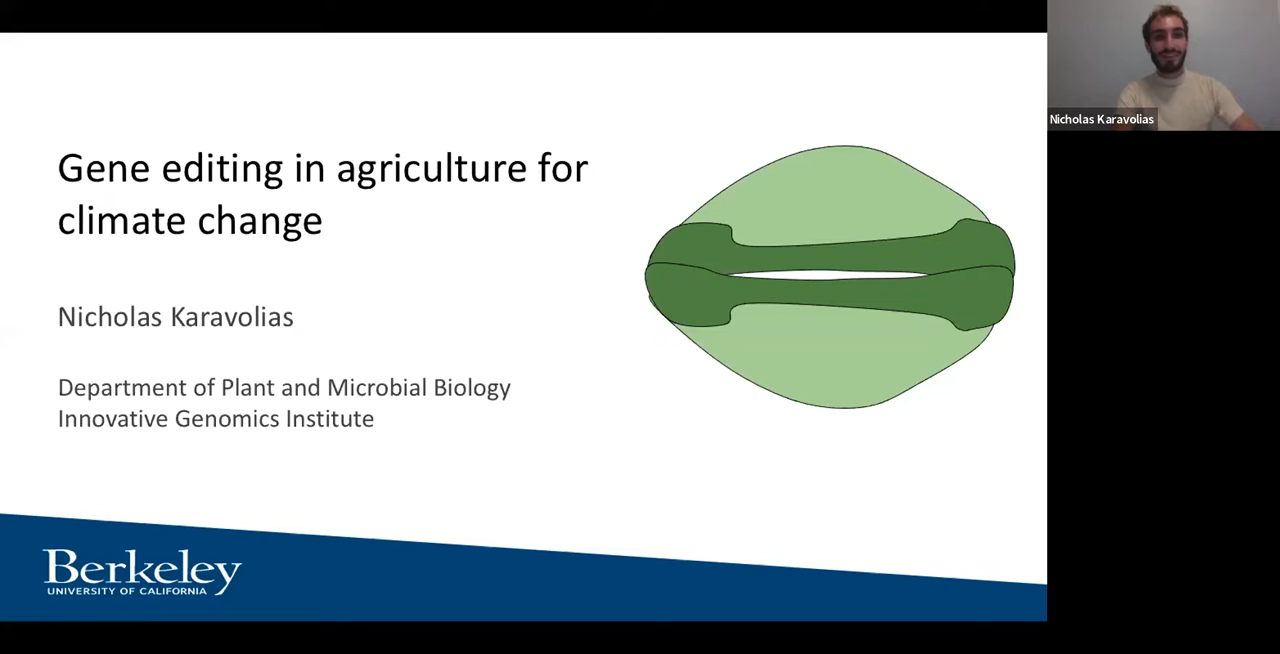 Gene editing in agriculture for
climate change
Nicholas Karavolias
Department of Plant and Microbial Biology
Innovative Genomics Institute
Berkeley
UNIVERSITY OF CALIFORNIA
Nicholas Karavolias